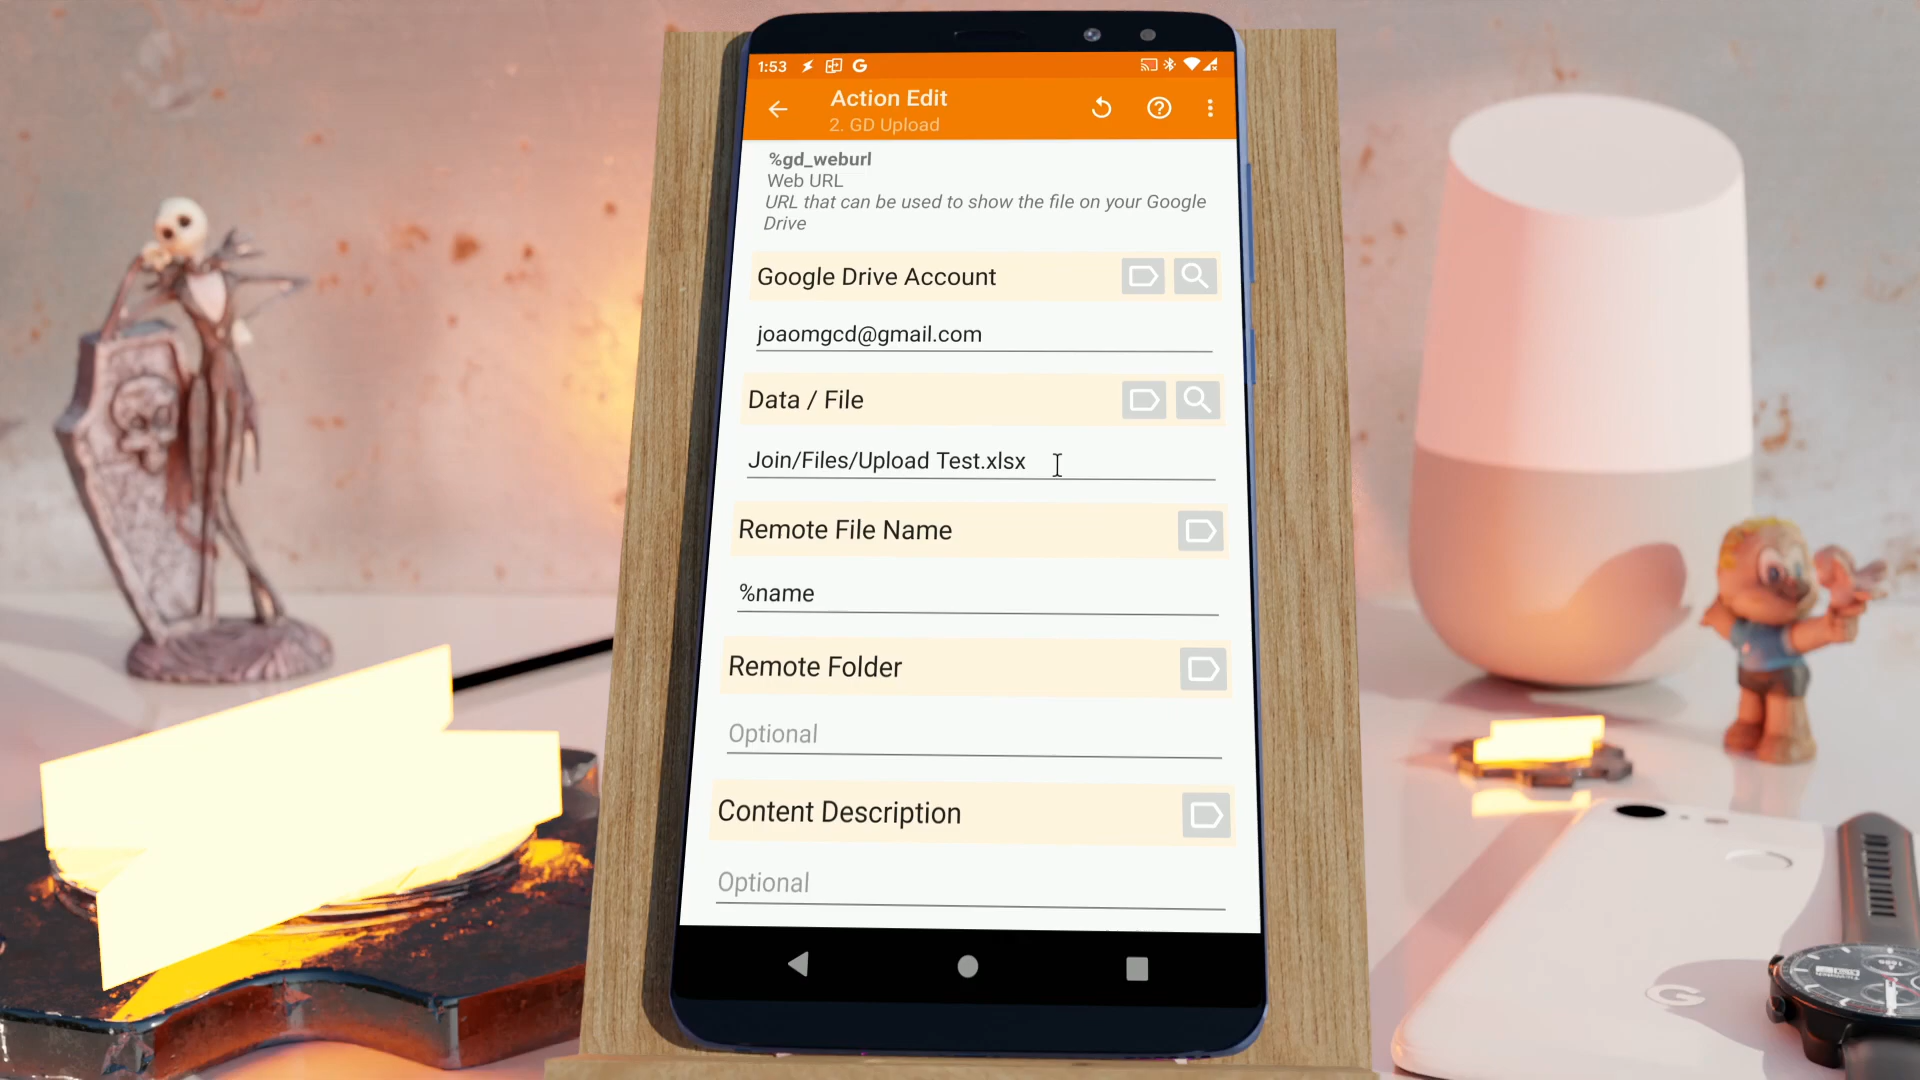 1:53
Action Edit
2. GD Upload
%gd_weburl
Web URL
URL that can be used to show the file on your Google
Drive
Google Drive Account
joaomgcd@gmail.com
Data / File
Join/Files/Upload Test.xlsx
Remote File Name
%name
Remote Folder
Optional
Content Description
Optional